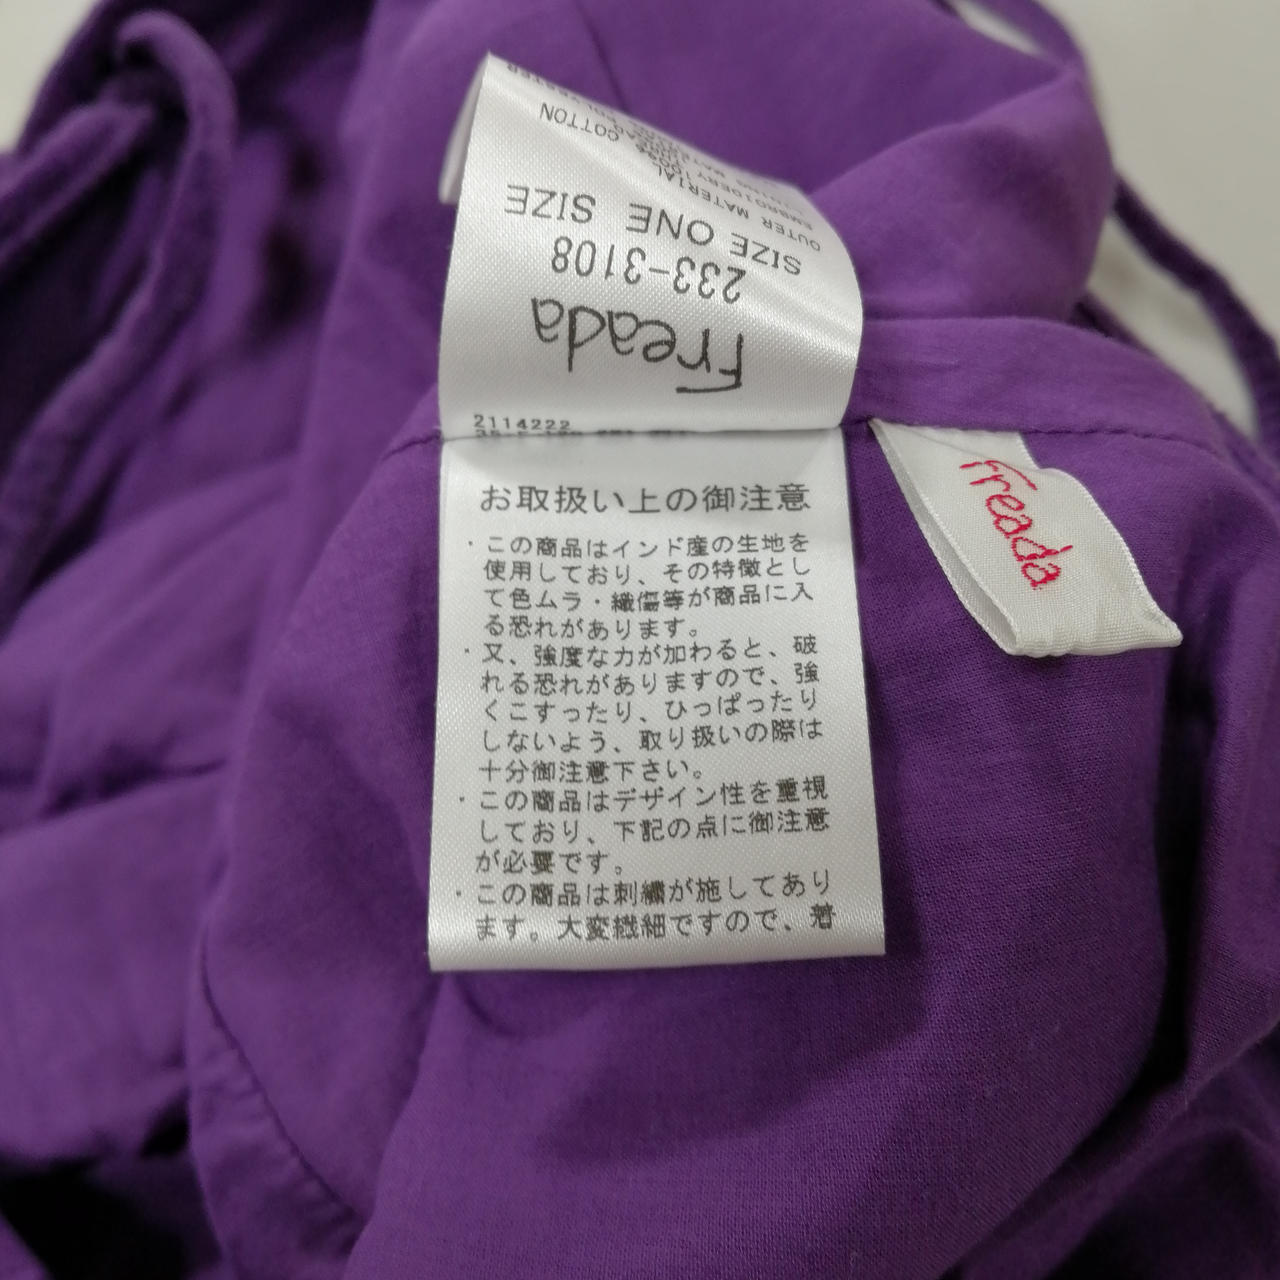 Freada
233-3108
SIZE ONE SIZE
OUTER MATERIAL
COTTON
2114222
お取扱い上の御注意
・この商品はインド産の生地を
使用しており、その特徴とし
て色ムラ・織傷等が商品に入
る恐れがあります。
・又、強度な力が加わると、破
れる恐れがありますので、強
くこすったり、ひっぱったり
しないよう、取り扱いの際は
十分御注意下さい。
・この商品はデザイン性を重視
しており、下記の点に御注意
が必要です。
・この商品は刺繍が施してあり
ます。大変繊細ですので、着
Freada